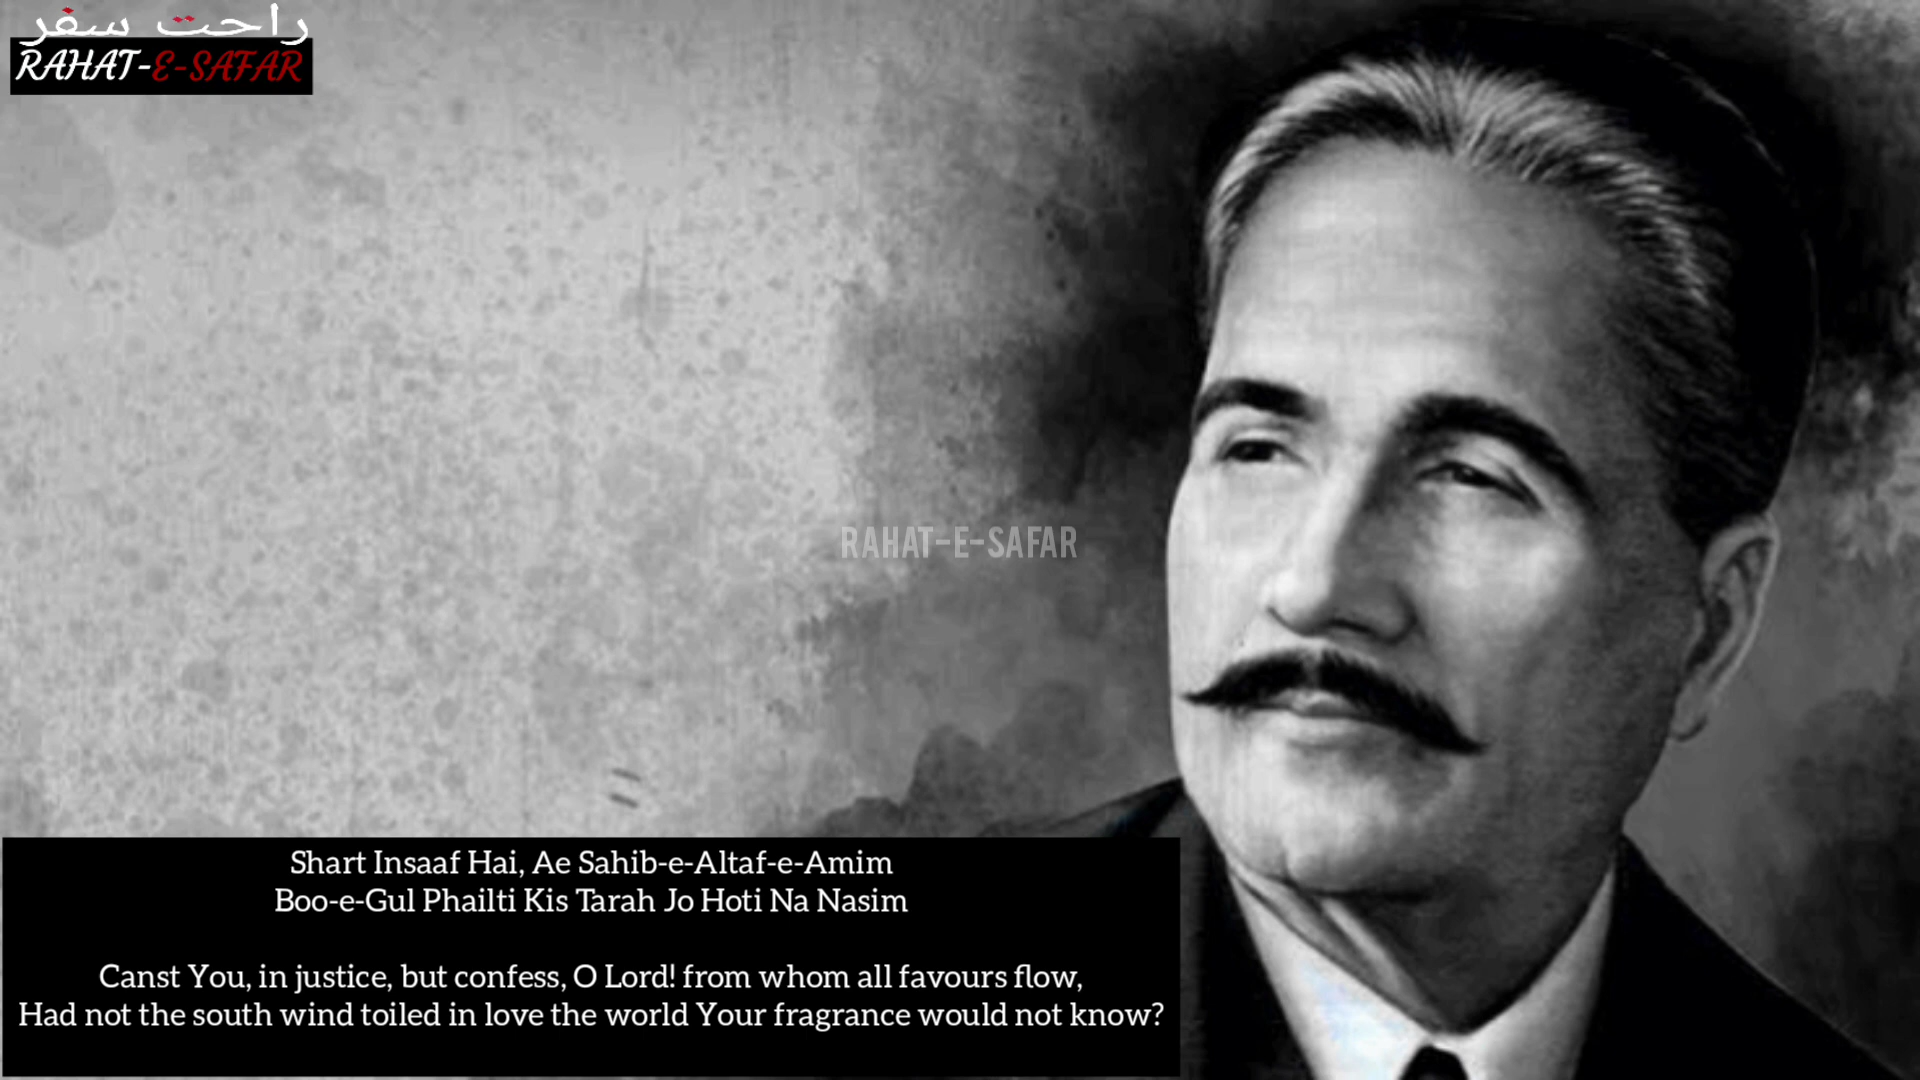 راحت سفر
RAHAT-E-SAFAR
RAHAT-E-SAFAR
Shart Insaaf Hai, Ae Sahib-e-Altaf-e-Amim
Boo-e-Gul Phailti Kis Tarah Jo Hoti Na Nasim
Canst You, in justice, but confess, O Lord! from whom all favours flow,
Had not the south wind toiled in love the world Your fragrance would not know?